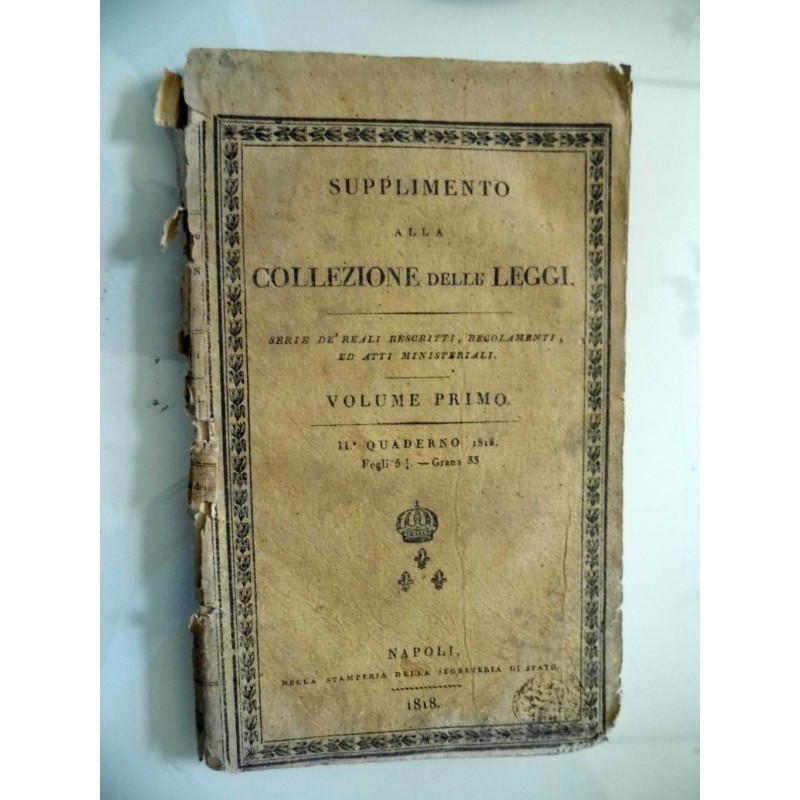 SUPPLIMENTO
ALLA
COLLEZIONE DELLE LEGGI.
SERIE DE' REALI RESCRITTI, REGOLAMENTI,
ED ATTI MINISTERIALI.
VOLUME PRIMO.
II.° QUADERNO 1818.
Fogli 5 ¼. — Grana 33
NAPOLI,
NELLA STAMPERIA DELLA SEGRETERIA DI STATO.
1818.